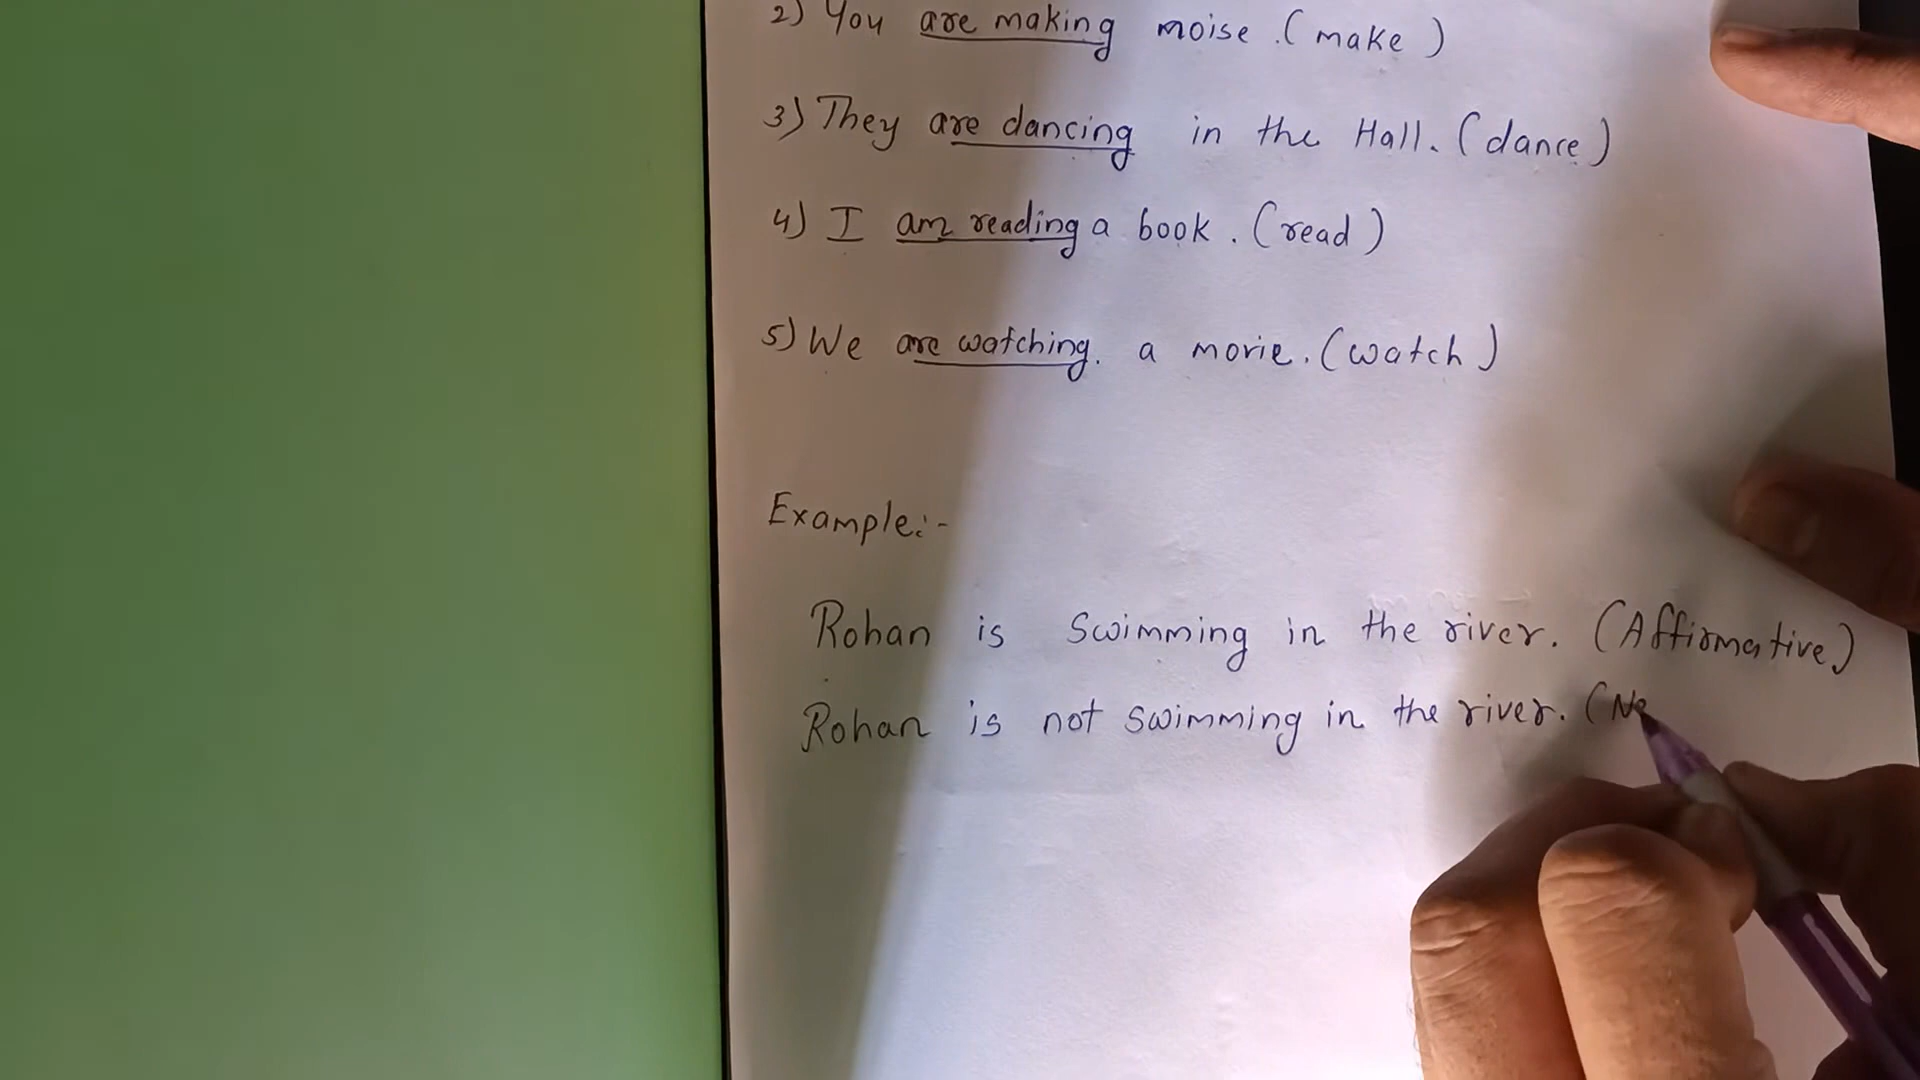 2) You are making noise. (make)
3) They are dancing in the Hall. (dance)
4) I am reading a book. (read)
5) We are watching. a movie. (watch)
Example:-
Rohan is Swimming in the river. (Affirmative)
Rohan is not swimming in the river. (Ne